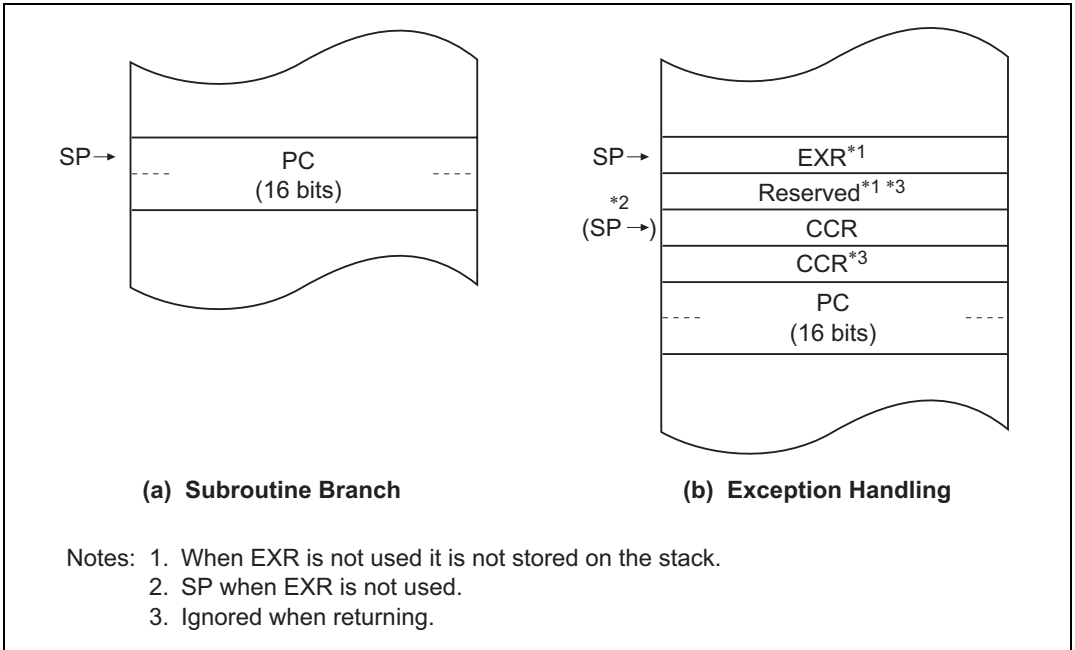 SP→
PC
(16 bits)
(a) Subroutine Branch
SP→
EXR*1
Reserved*1 *3
*2
(SP→)
CCR
CCR*3
PC
(16 bits)
(b) Exception Handling
Notes: 1. When EXR is not used it is not stored on the stack.
2. SP when EXR is not used.
3. Ignored when returning.